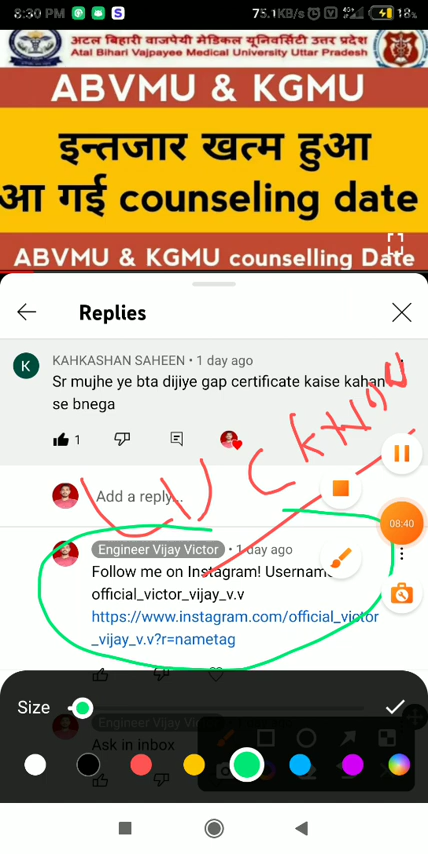 8:30 PM
75.1KB/s
18%
अटल बिहारी वाजपेयी मेडिकल यूनिवर्सिटी उत्तर प्रदेश
Atal Bihari Vajpayee Medical University Uttar Pradesh
ABVMU & KGMU
इन्तजार खत्म हुआ
आ गई counseling date
ABVMU & KGMU counselling Date
Replies
K
KAHKASHAN SAHEEN • 1 day ago
Sr mujhe ye bta dijiye gap certificate kaise kahan
se bnega
1
Add a reply...
LUCKNOW
08:40
Engineer Vijay Victor • 1 day ago
Follow me on Instagram! Username
official_victor_vijay_v.v
https://www.instagram.com/official_victor
_vijay_v.v?r=nametag
Size
Engineer Vijay Victor
Ask in inbox